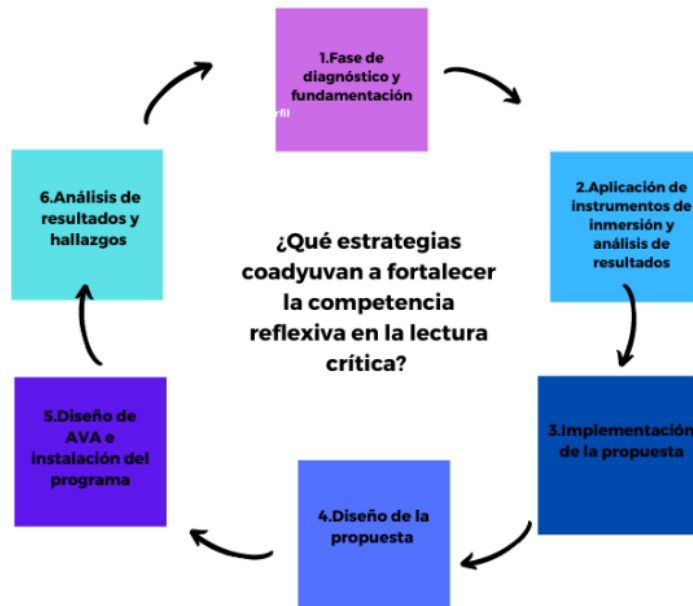 1.Fase de
diagnóstico y
fundamentación
rfil
6.Análisis de
resultados y
hallazgos
2.Aplicación de
instrumentos de
inmersión y
análisis de
resultados
¿Qué estrategias
coadyuvan a fortalecer
la competencia
reflexiva en la lectura
crítica?
5.Diseño de
AVA e
instalación del
programa
3.Implementación
de la propuesta
4.Diseño de la
propuesta